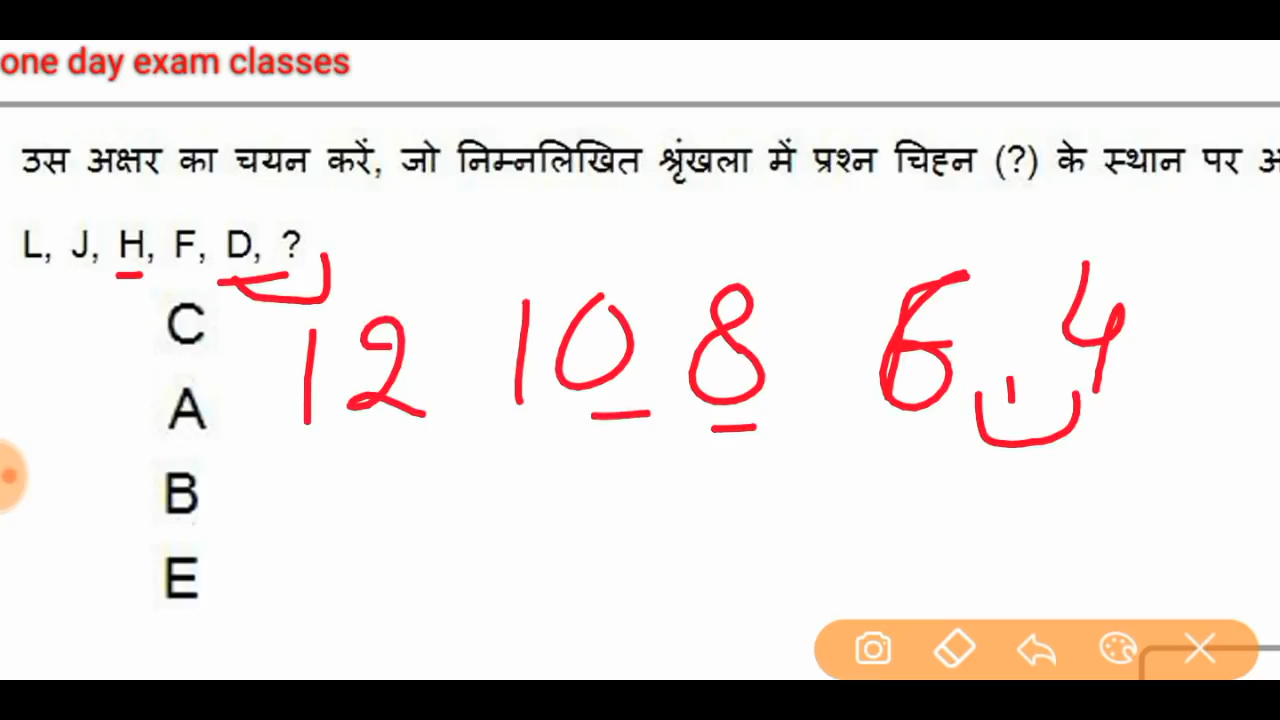 one day exam classes
उस अक्षर का चयन करें, जो निम्नलिखित श्रृंखला में प्रश्न चिह्न (?) के स्थान पर
L, J, H, F, D, ?
C
12 10 8 6 4
A
B
E